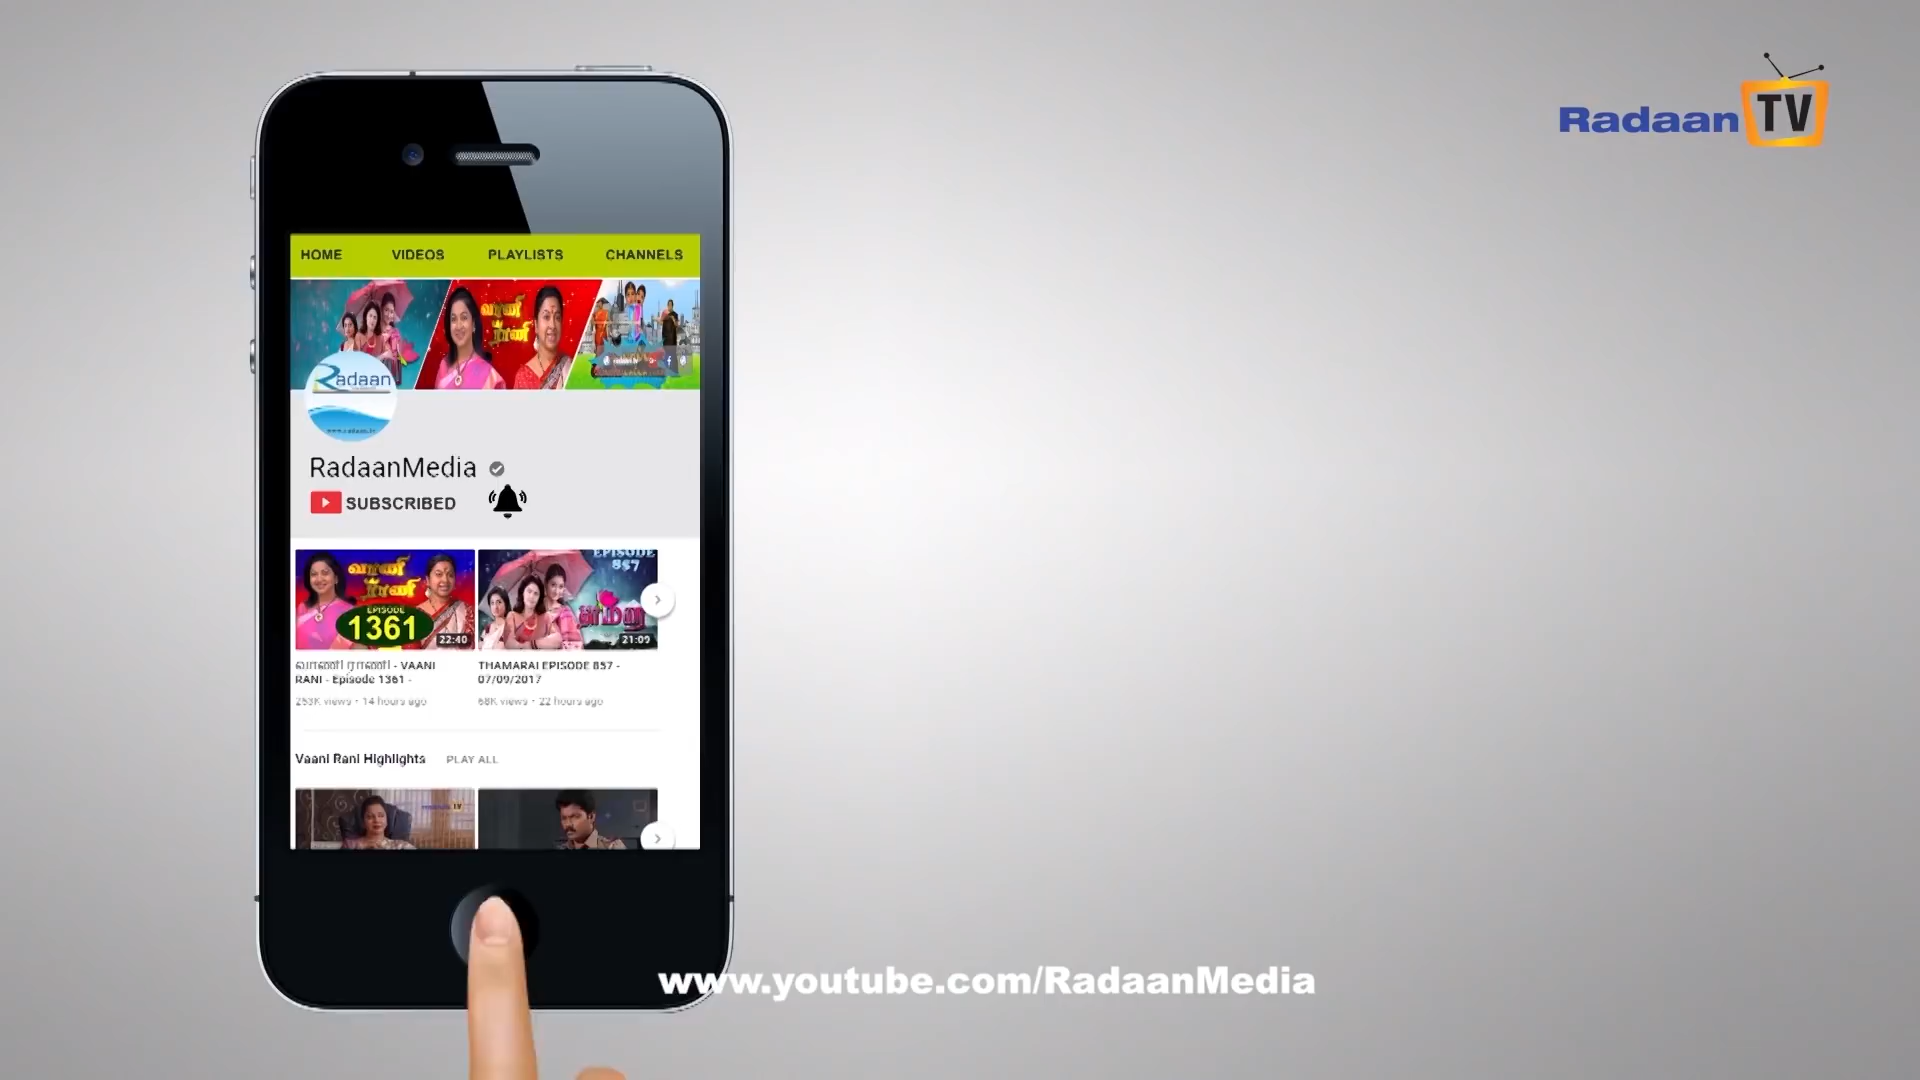 Radaan TV
HOME VIDEOS PLAYLISTS CHANNELS
வாணி
ராணி
Radaan
RadaanMedia
SUBSCRIBED
வாணி
ராணி
EPISODE
1361
22:40
EPISODE
857
21:09
வாணி ராணி - VAANI
RANI - Episode 1361 -
253K views • 14 hours ago
THAMARAI EPISODE 857 -
07/09/2017
68K views • 22 hours ago
Vaani Rani Highlights PLAY ALL
www.youtube.com/RadaanMedia